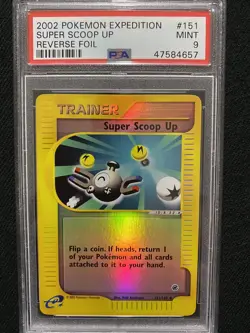 2002 POKEMON EXPEDITION #151
SUPER SCOOP UP MINT
REVERSE FOIL 9
PSA 47584657
TRAINER
Super Scoop Up
Flip a coin. If heads, return 1
of your Pokémon and all cards
attached to it to your hand.